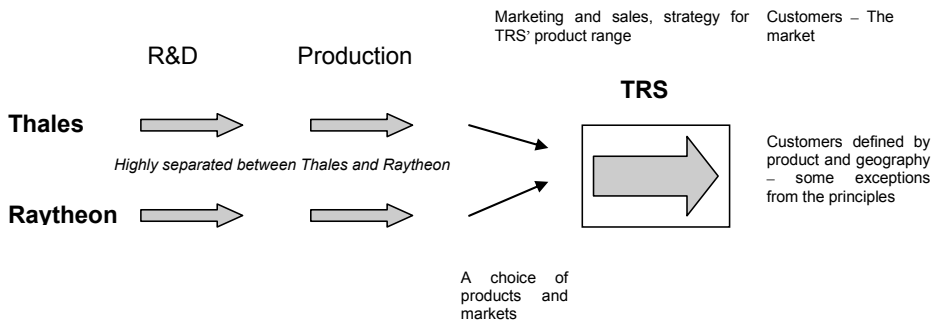 Marketing and sales, strategy for
TRS' product range
Customers – The
market
R&D
Production
TRS
Thales
Highly separated between Thales and Raytheon
Customers defined by
product and geography
– some exceptions
from the principles
Raytheon
A choice of
products and
markets